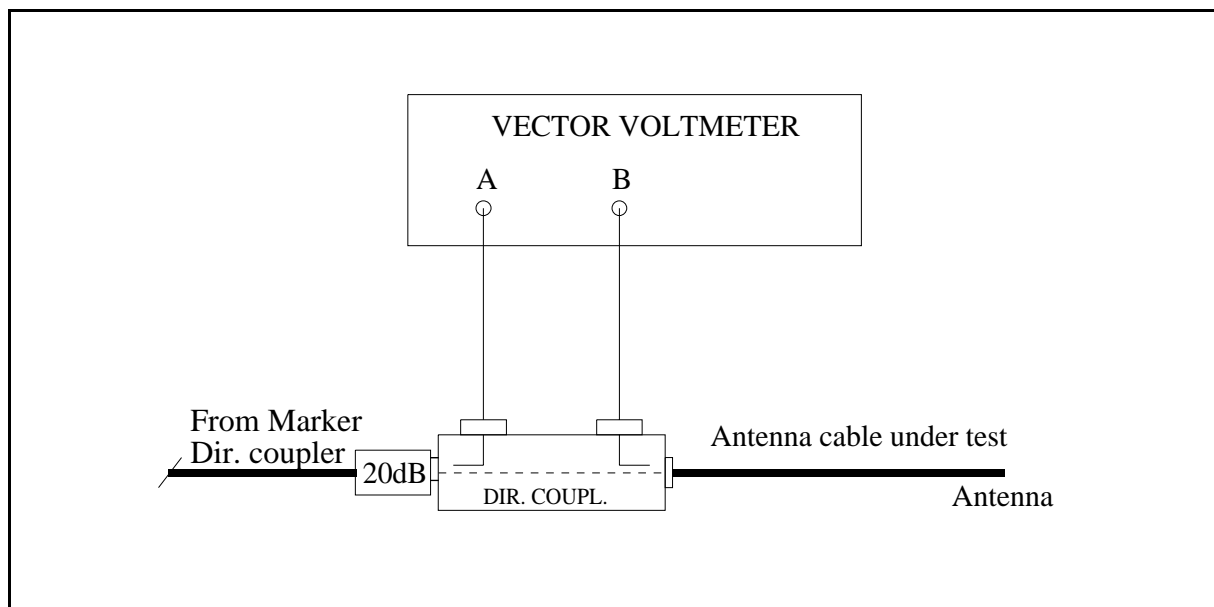 VECTOR VOLTMETER
A
B
From Marker
Dir. coupler
20dB
DIR. COUPL.
Antenna cable under test
Antenna